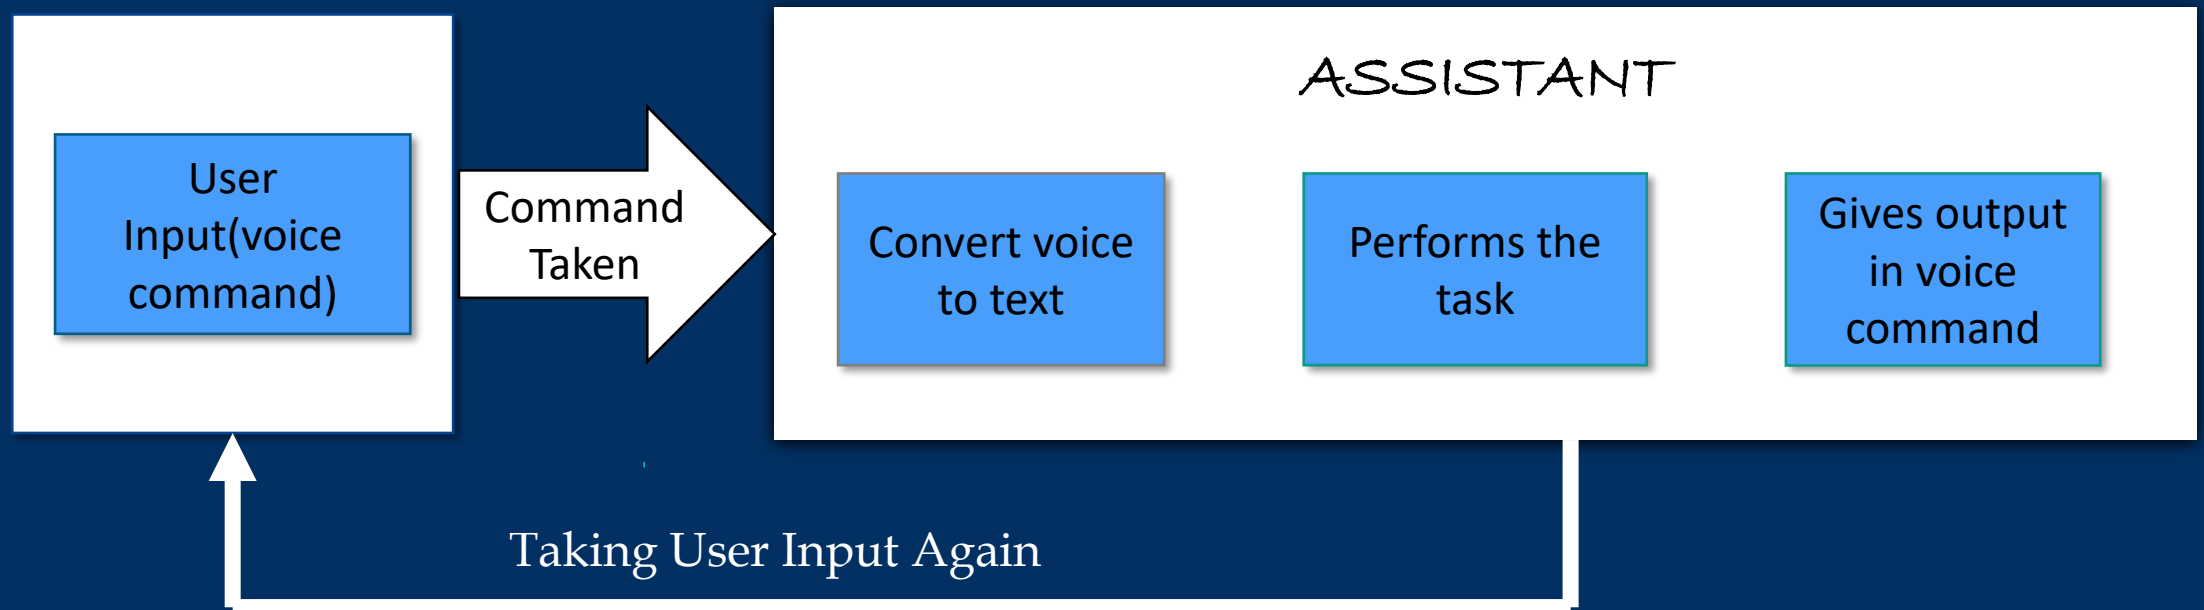 ASSISTANT
User
Input(voice
command)
Command
Taken
Convert voice
to text
Performs the
task
Gives output
in voice
command
Taking User Input Again